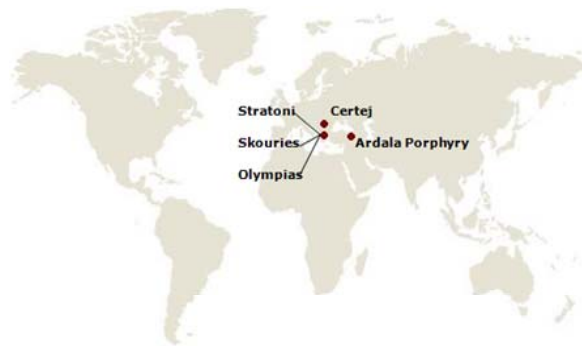 Stratoni
Certej
Skouries
Ardala Porphyry
Olympias